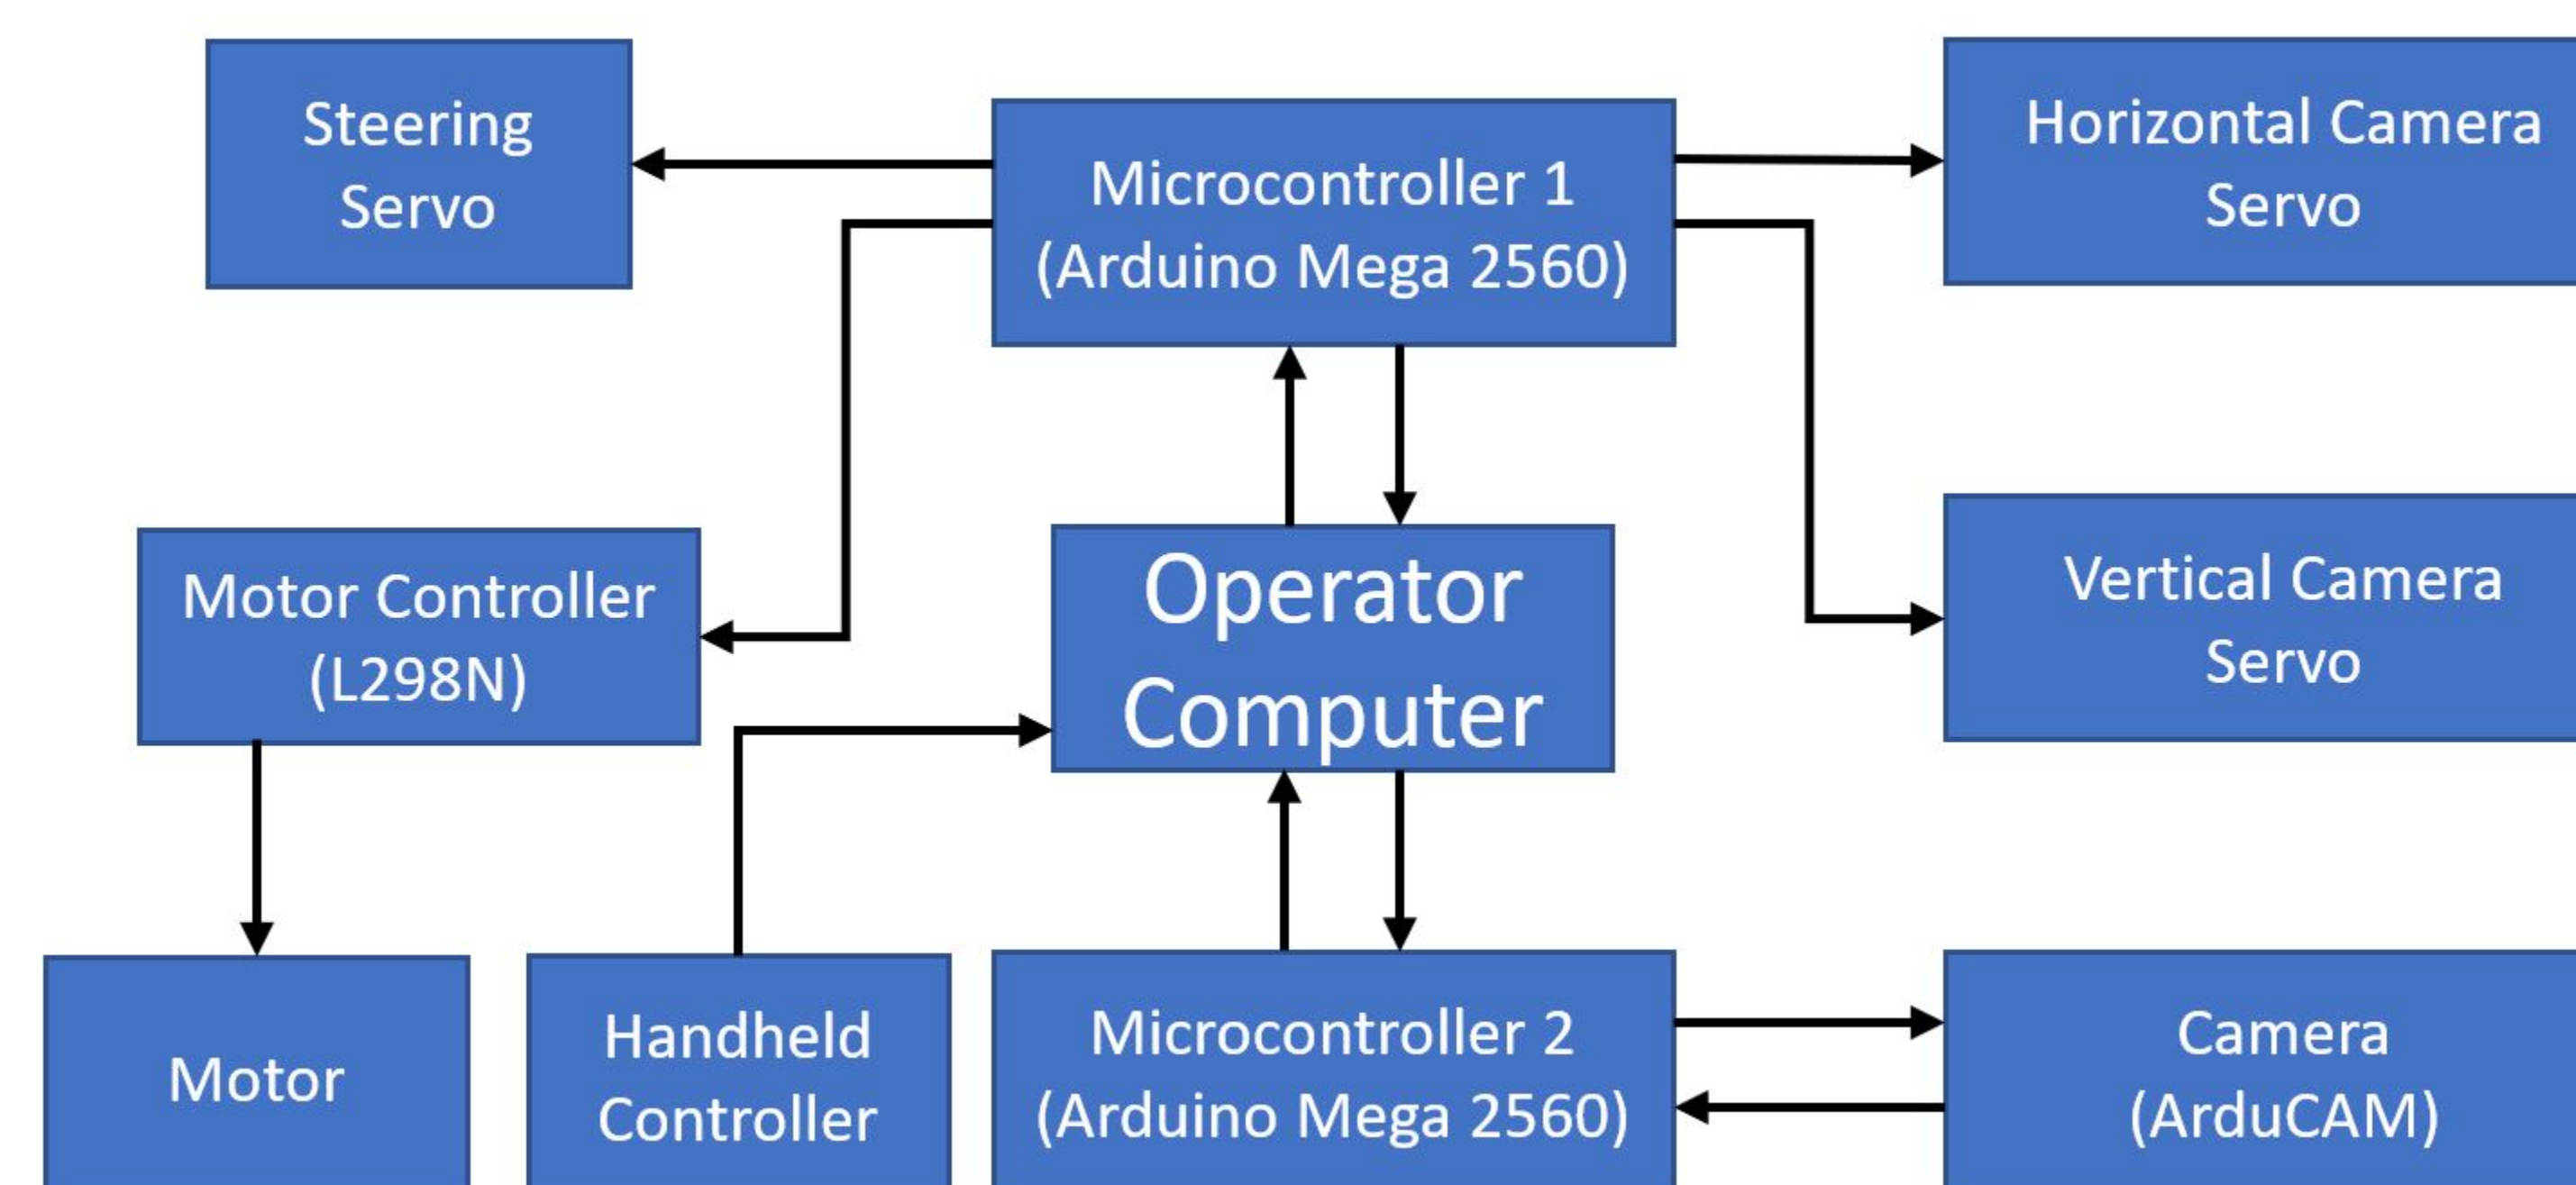 Steering
Servo
Microcontroller 1
(Arduino Mega 2560)
Horizontal Camera
Servo
Motor Controller
(L298N)
Operator
Computer
Vertical Camera
Servo
Motor
Handheld
Controller
Microcontroller 2
(Arduino Mega 2560)
Camera
(ArduCAM)